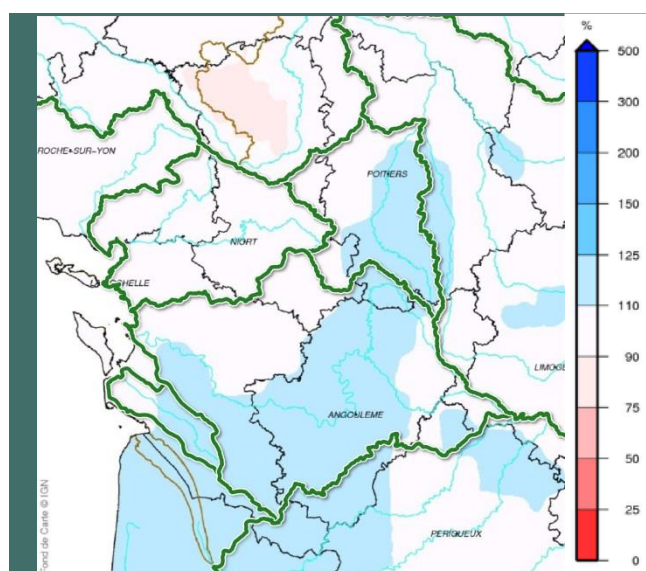 %
500
300
200
150
125
110
90
75
50
25
0
ROCHE-SUR-YON
POITIERS
NIORT
LIMOGE
ANGOULEME
PERIGUEUX
Fond de Carte © IGN